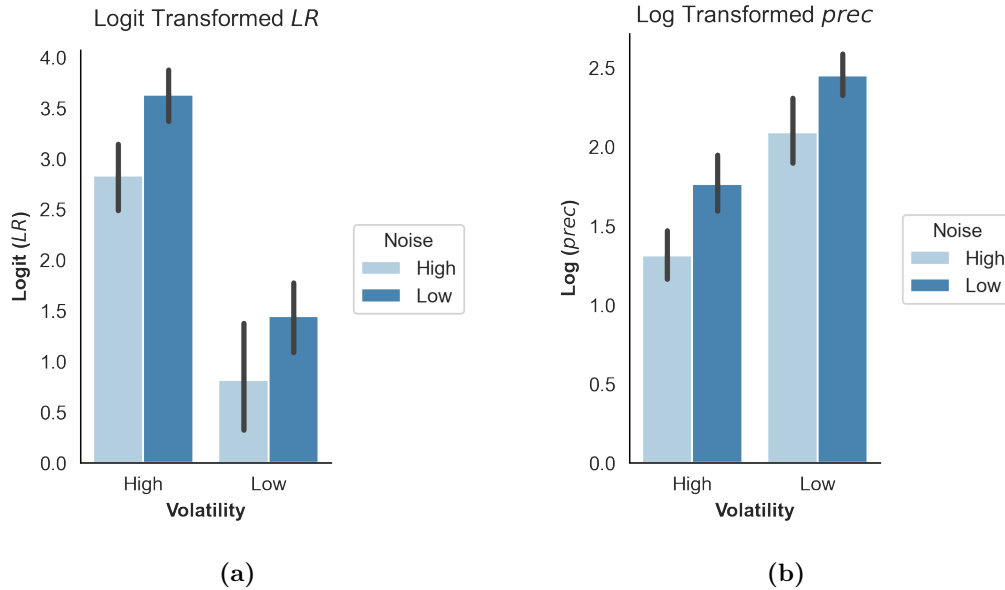 Logit Transformed LR
4.0
3.5
3.0
2.5
2.0
1.5
1.0
0.5
0.0
Logit (LR)
High
Low
Volatility
Noise
High
Low
(a)
Log Transformed prec
2.5
2.0
1.5
1.0
0.5
0.0
Log (prec)
High
Low
Volatility
Noise
High
Low
(b)